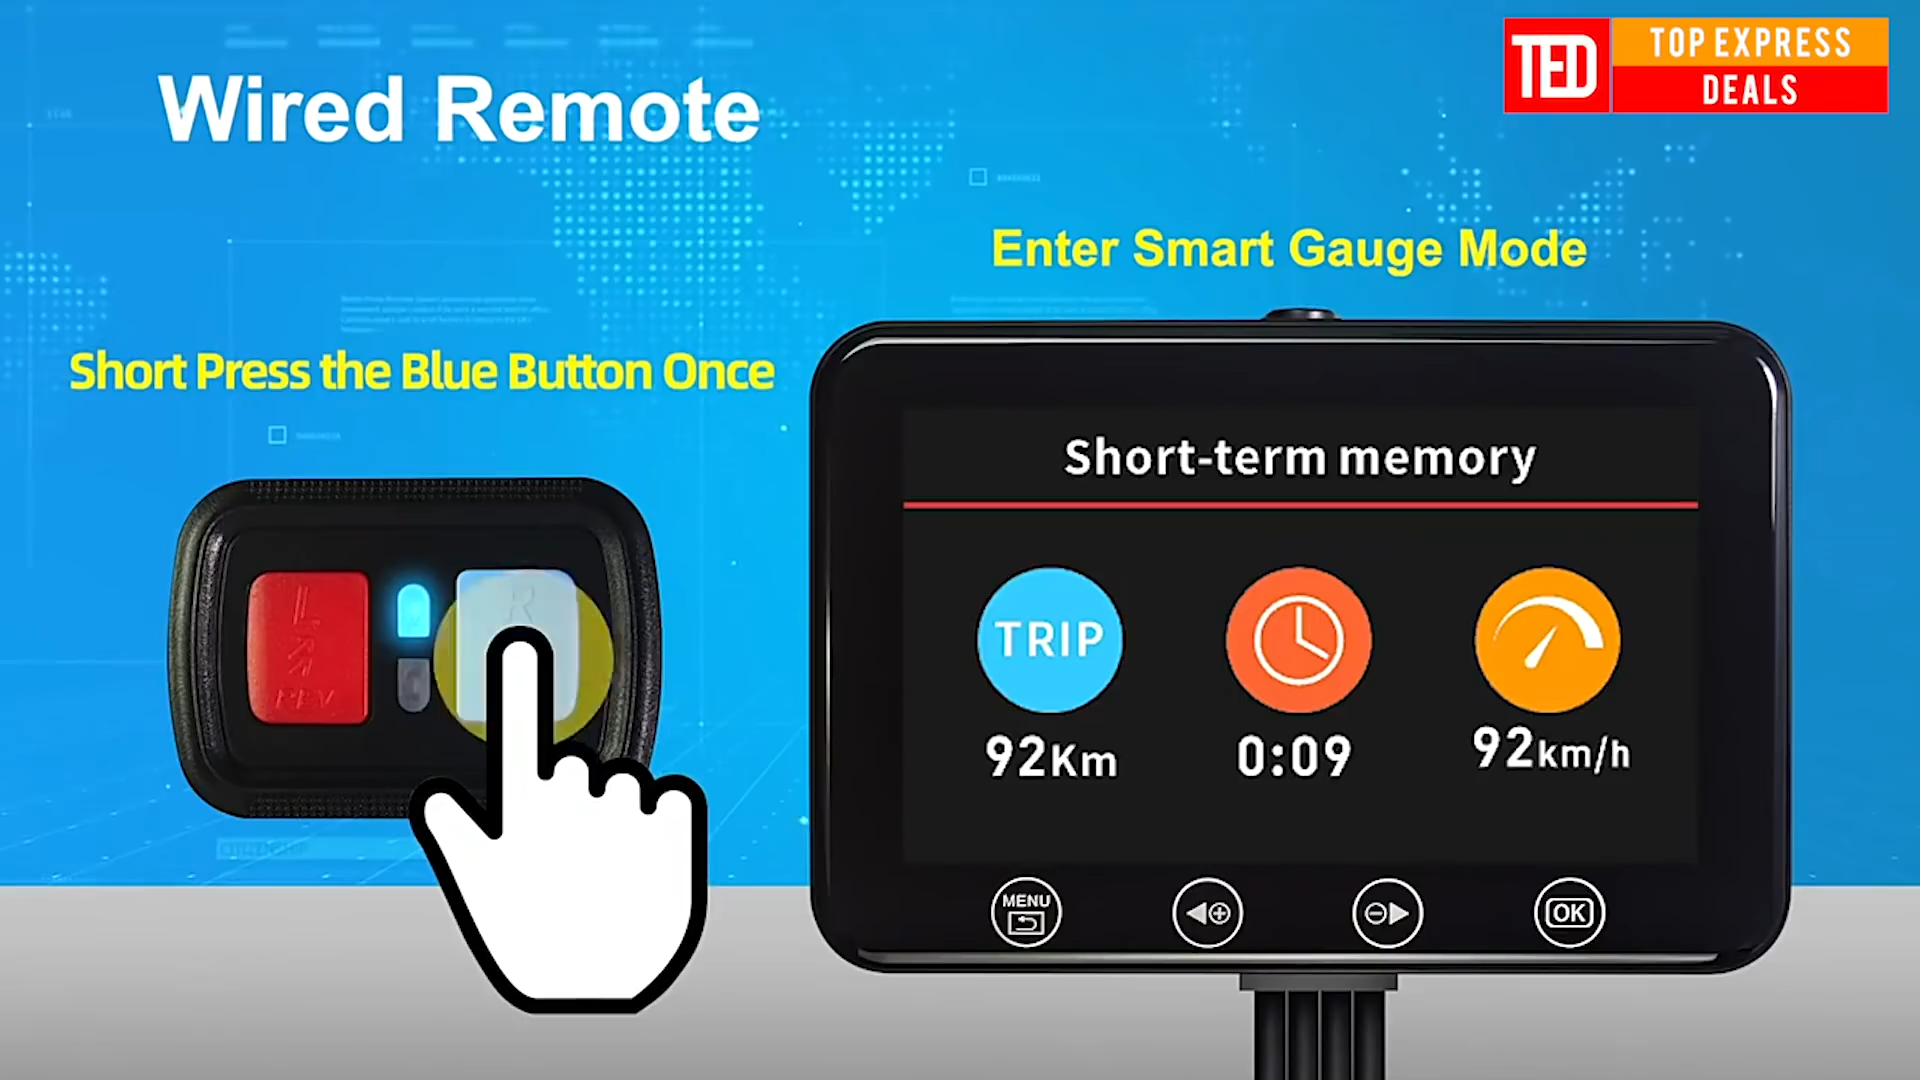 TED
TOP EXPRESS
DEALS
Wired Remote
Enter Smart Gauge Mode
Short Press the Blue Button Once
Short-term memory
R
TRIP
92Km
0:09
92km/h
MENU
OK